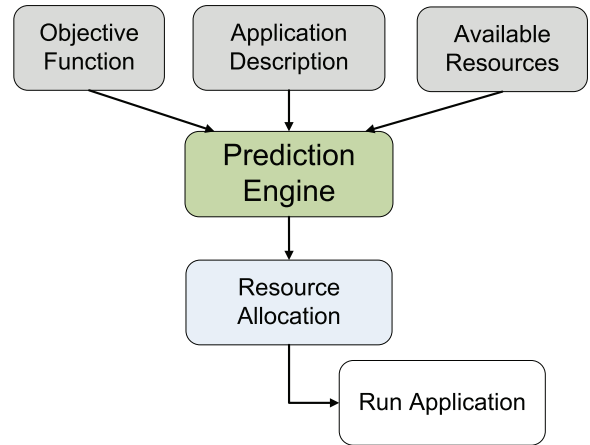 Objective
Function
Application
Description
Available
Resources
Prediction
Engine
Resource
Allocation
Run Application